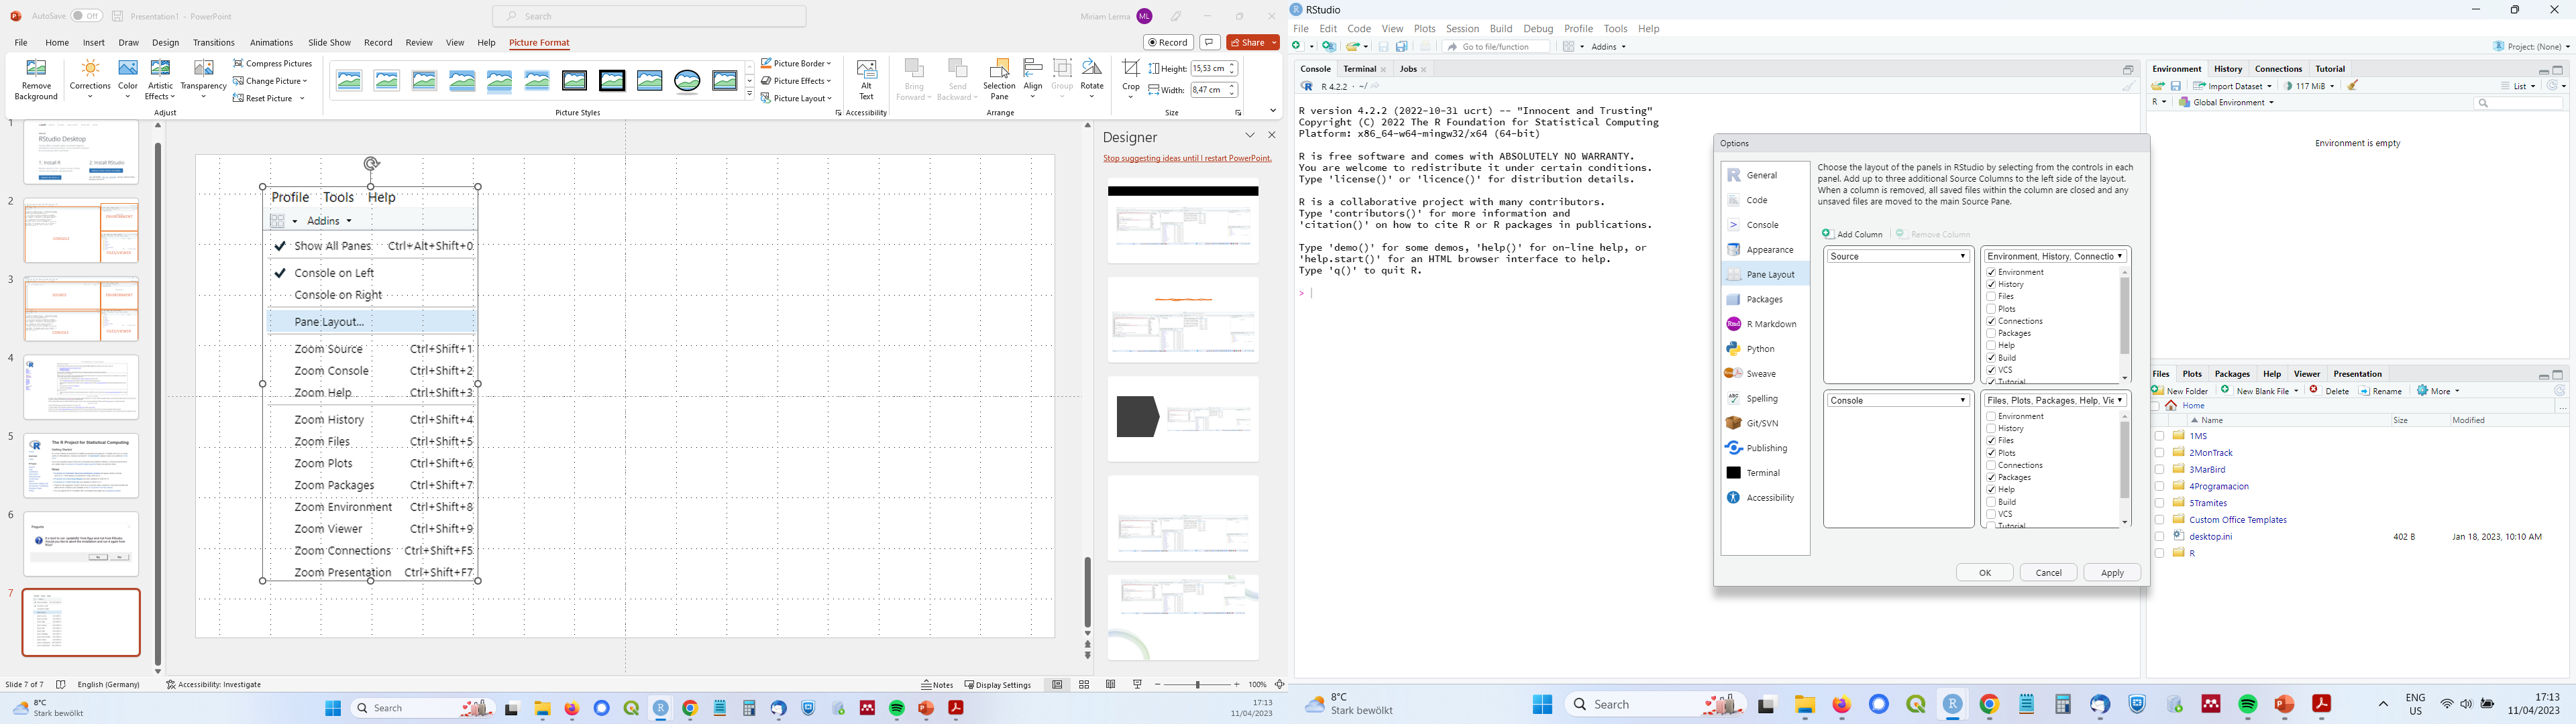 AutoSave Off Presentation1 - PowerPoint
Search
Miriam Lerma ML
File Home Insert Draw Design Transitions Animations Slide Show Record Review View Help Picture Format
Record Share
Remove Background
Corrections Color Artistic Effects Transparency
Compress Pictures
Change Picture
Reset Picture
Adjust
Picture Styles
Picture Border
Picture Effects
Picture Layout
Alt Text
Accessibility
Bring Forward Send Backward Selection Pane Align Group Rotate
Arrange
Crop
Height: 15,53 cm
Width: 8,47 cm
Size
1
RStudio Desktop
1: Install R 2: Install RStudio
2
3
4
5
The R Project for Statistical Computing
6
7
Profile Tools Help
Addins
Show All Panes Ctrl+Alt+Shift+0
Console on Left
Console on Right
Pane Layout...
Zoom Source Ctrl+Shift+1
Zoom Console Ctrl+Shift+2
Zoom Help Ctrl+Shift+3
Zoom History Ctrl+Shift+4
Zoom Files Ctrl+Shift+5
Zoom Plots Ctrl+Shift+6
Zoom Packages Ctrl+Shift+7
Zoom Environment Ctrl+Shift+8
Zoom Viewer Ctrl+Shift+9
Zoom Connections Ctrl+Shift+F5
Zoom Presentation Ctrl+Shift+F7
Designer
Stop suggesting ideas until I restart PowerPoint.
Slide 7 of 7 English (Germany) Accessibility: Investigate
Notes Display Settings 100%
8°C
Stark bewölkt
Search
17:13
11/04/2023
RStudio
File Edit Code View Plots Session Build Debug Profile Tools Help
Go to file/function Addins
Project: (None)
Console Terminal Jobs
R 4.2.2 · ~/
R version 4.2.2 (2022-10-31 ucrt) -- "Innocent and Trusting"
Copyright (C) 2022 The R Foundation for Statistical Computing
Platform: x86_64-w64-mingw32/x64 (64-bit)
R is free software and comes with ABSOLUTELY NO WARRANTY.
You are welcome to redistribute it under certain conditions.
Type 'license()' or 'licence()' for distribution details.
R is a collaborative project with many contributors.
Type 'contributors()' for more information and
'citation()' on how to cite R or R packages in publications.
Type 'demo()' for some demos, 'help()' for on-line help, or
'help.start()' for an HTML browser interface to help.
Type 'q()' to quit R.
>
Options
General
Code
Console
Appearance
Pane Layout
Packages
R Markdown
Python
Sweave
Spelling
Git/SVN
Publishing
Terminal
Accessibility
Choose the layout of the panels in RStudio by selecting from the controls in each
panel. Add up to three additional Source Columns to the left side of the layout.
When a column is removed, all saved files within the column are closed and any
unsaved files are moved to the main Source Pane.
Add Column Remove Column
Source
Environment, History, Connectio
Environment
History
Files
Plots
Connections
Packages
Help
Build
VCS
Tutorial
Console
Files, Plots, Packages, Help, Vie
Environment
History
Files
Plots
Connections
Packages
Help
Build
VCS
Tutorial
OK Cancel Apply
Environment History Connections Tutorial
Import Dataset 117 MiB List
R Global Environment
Environment is empty
Files Plots Packages Help Viewer Presentation
New Folder New Blank File Delete Rename More
Home
Name Size Modified
1MS
2MonTrack
3MarBird
4Programacion
5Tramites
Custom Office Templates
desktop.ini 402 B Jan 18, 2023, 10:10 AM
R
8°C
Stark bewölkt
Search
ENG
US
17:13
11/04/2023